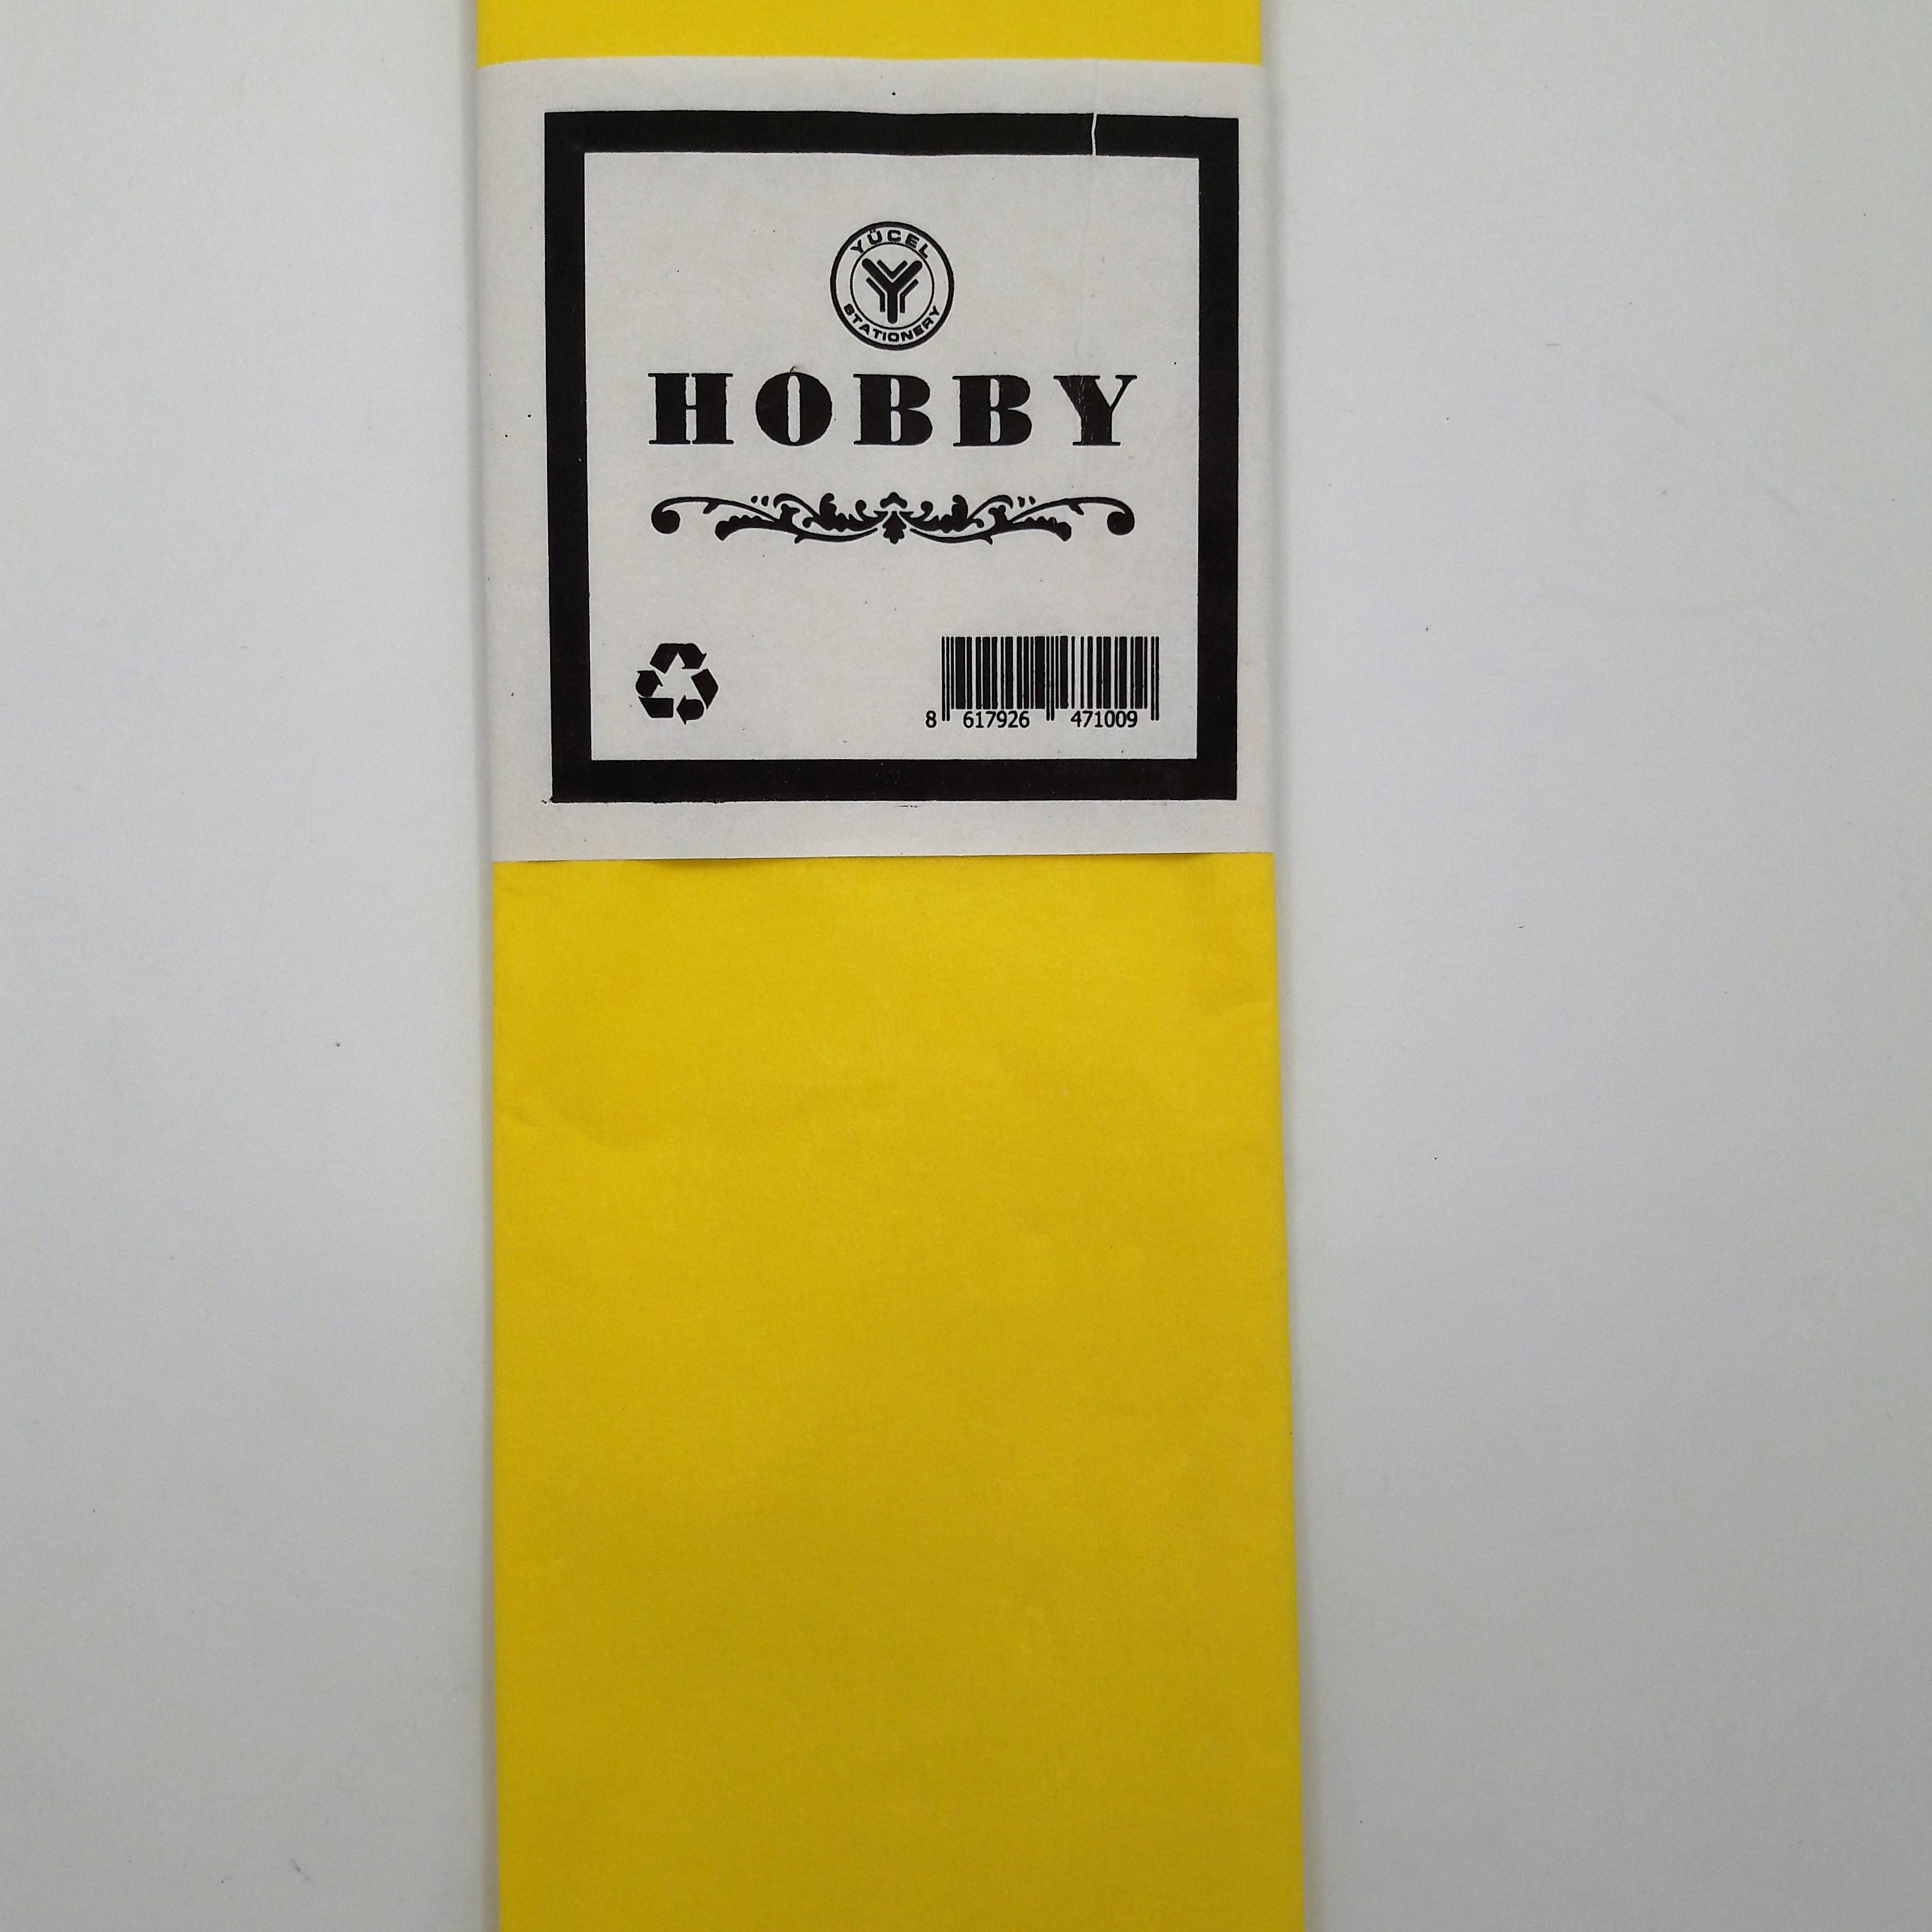 YÜCEL
STATIONERY
HOBBY
8 617926 471009